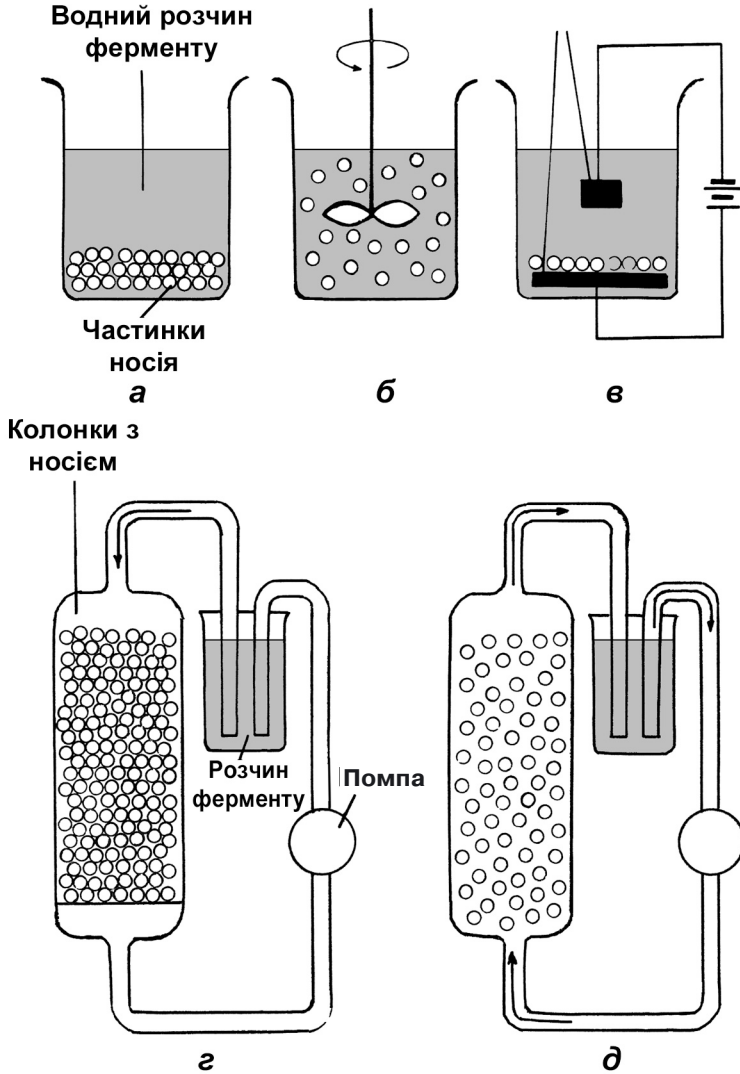 Водний розчин
ферменту
Частинки
носія
а
б
в
Колонки з
носієм
Розчин
ферменту
Помпа
г
д